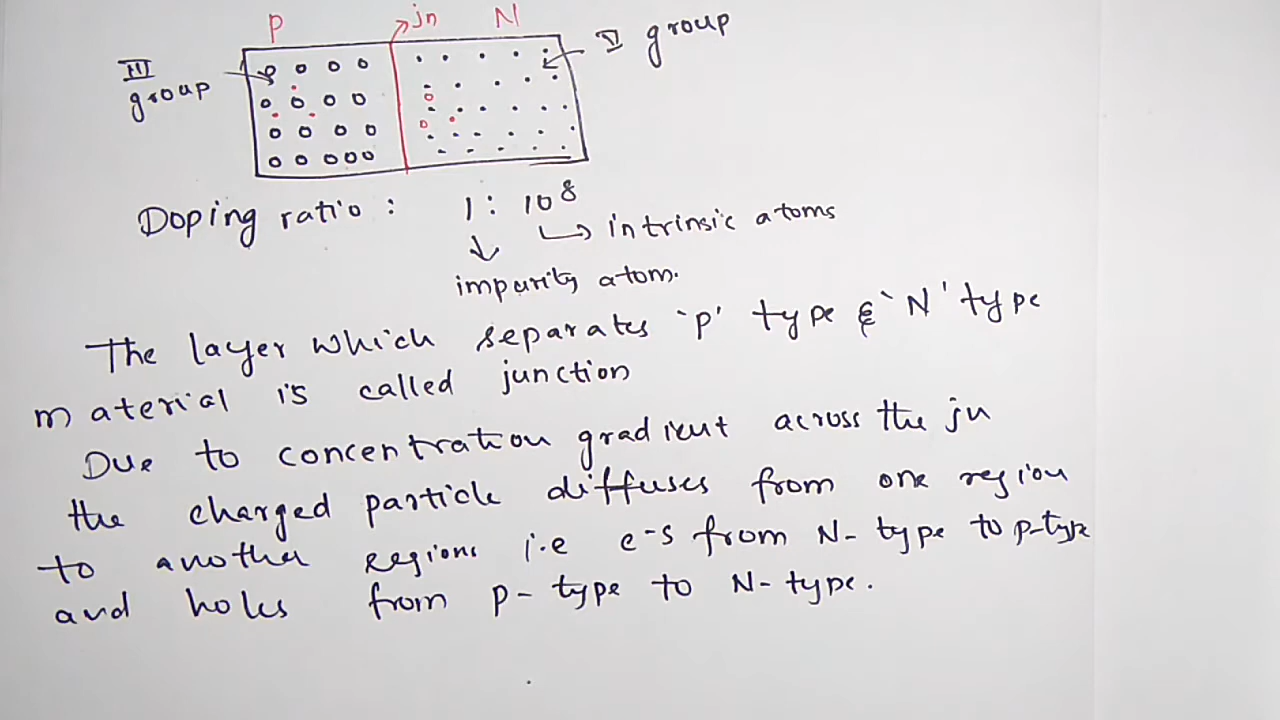 P jn N
III group
V group
Doping ratio : 1 : 10⁸
↳ intrinsic atoms
impurity atom.
The layer which separates 'p' type & 'N' type
material is called junction
Due to concentration gradient across the jn
the charged particle diffuses from one region
to another regions i.e e-s from N- type to p-type
and holes from p- type to N- type.